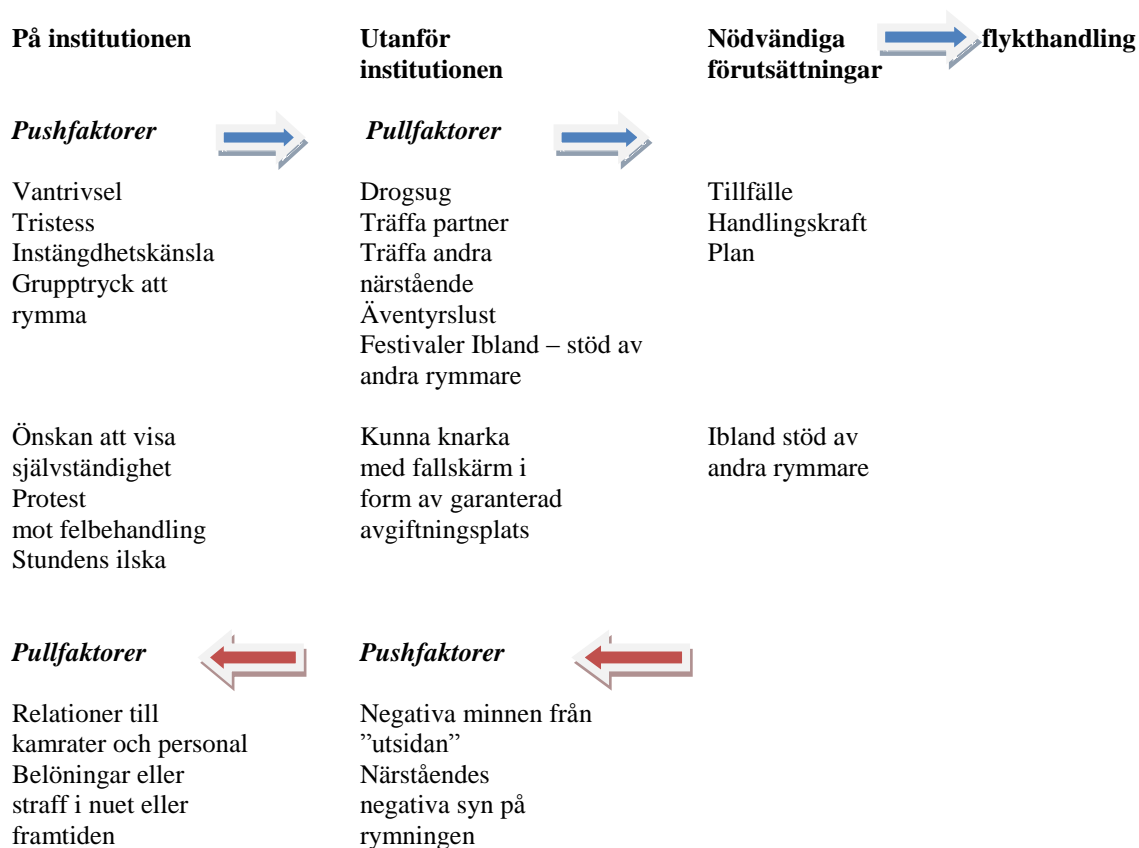 På institutionen
Utanför
institutionen
Nödvändiga
förutsättningar
flykthandling
Pushfaktorer
Pullfaktorer
Vantrivsel
Tristess
Instängdhetskänsla
Grupptryck att
rymma
Drogsug
Träffa partner
Träffa andra
närstående
Äventyrslust
Festivaler Ibland – stöd av
andra rymmare
Tillfälle
Handlingskraft
Plan
Önskan att visa
självständighet
Protest
mot felbehandling
Stundens ilska
Kunna knarka
med fallskärm i
form av garanterad
avgiftningsplats
Ibland stöd av
andra rymmare
Pullfaktorer
Pushfaktorer
Relationer till
kamrater och personal
Belöningar eller
straff i nuet eller
framtiden
Negativa minnen från
”utsidan”
Närståendes
negativa syn på
rymningen